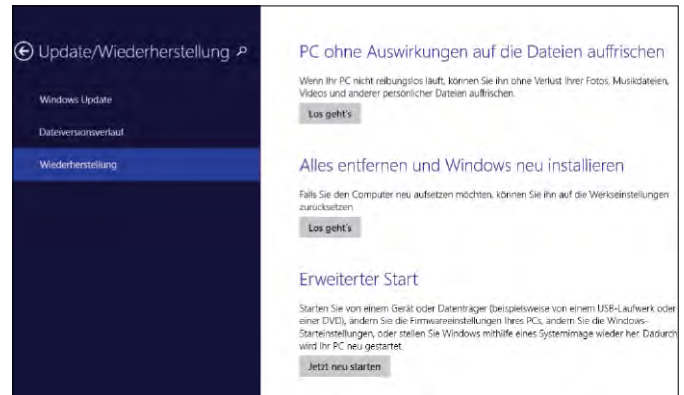 Update/Wiederherstellung
Windows Update
Dateiversionsverlauf
Wiederherstellung
PC ohne Auswirkungen auf die Dateien auffrischen
Wenn Ihr PC nicht reibungslos läuft, können Sie ihn ohne Verlust Ihrer Fotos, Musikdateien,
Videos und anderer persönlicher Dateien auffrischen.
Los geht's
Alles entfernen und Windows neu installieren
Falls Sie den Computer neu aufsetzen möchten, können Sie ihn auf die Werkseinstellungen
zurücksetzen.
Los geht's
Erweiterter Start
Starten Sie von einem Gerät oder Datenträger (beispielsweise von einem USB-Laufwerk oder
einer DVD), ändern Sie die Firmwareeinstellungen Ihres PCs, ändern Sie die Windows-
Starteinstellungen, oder stellen Sie Windows mithilfe eines Systemimage wieder her. Dadurch
wird Ihr PC neu gestartet.
Jetzt neu starten